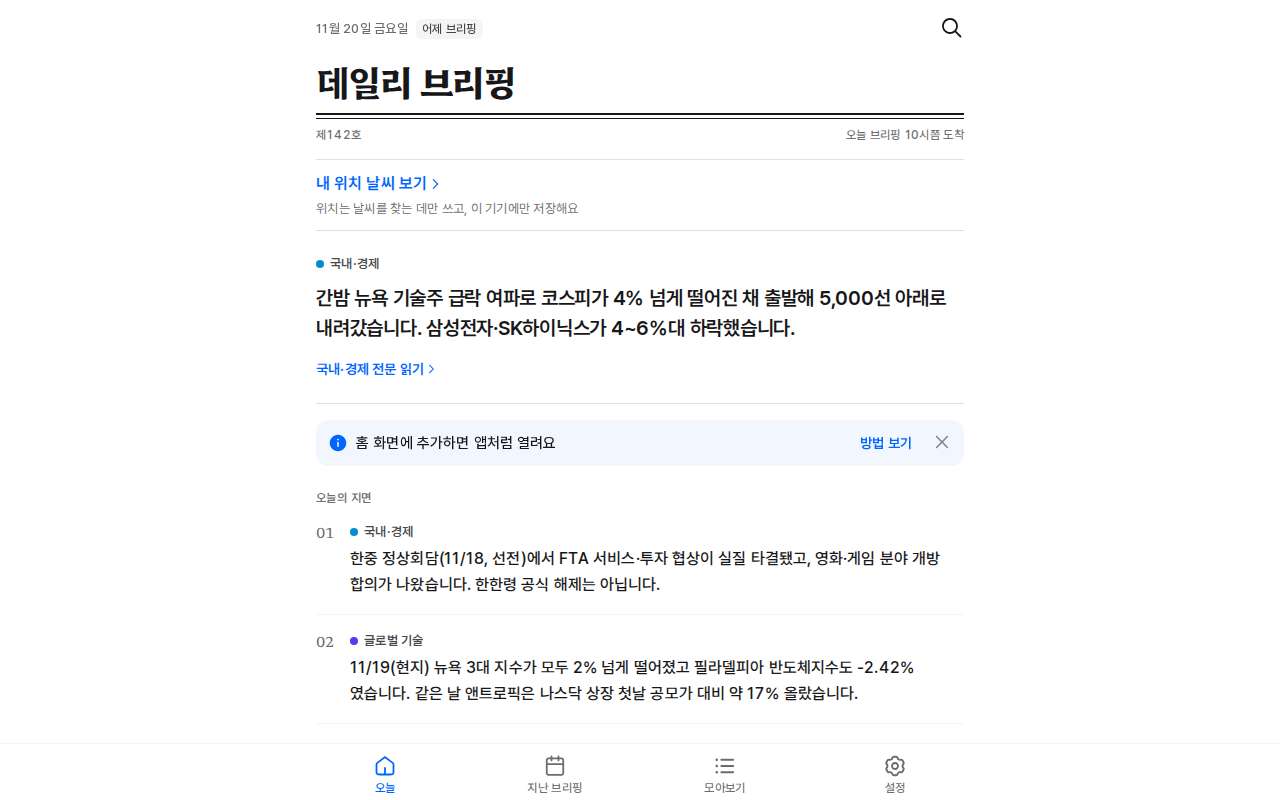 11월 20일 금요일 어제 브리핑
데일리 브리핑
제142호
오늘 브리핑 10시쯤 도착
내 위치 날씨 보기
위치는 날씨를 찾는 데만 쓰고, 이 기기에만 저장해요
국내·경제
간밤 뉴욕 기술주 급락 여파로 코스피가 4% 넘게 떨어진 채 출발해 5,000선 아래로
내려갔습니다. 삼성전자·SK하이닉스가 4~6%대 하락했습니다.
국내·경제 전문 읽기
홈 화면에 추가하면 앱처럼 열려요
방법 보기
오늘의 지면
01 국내·경제
한중 정상회담(11/18, 선전)에서 FTA 서비스·투자 협상이 실질 타결됐고, 영화·게임 분야 개방
합의가 나왔습니다. 한한령 공식 해제는 아닙니다.
02 글로벌 기술
11/19(현지) 뉴욕 3대 지수가 모두 2% 넘게 떨어졌고 필라델피아 반도체지수도 -2.42%
였습니다. 같은 날 앤트로픽은 나스닥 상장 첫날 공모가 대비 약 17% 올랐습니다.
오늘
지난 브리핑
모아보기
설정